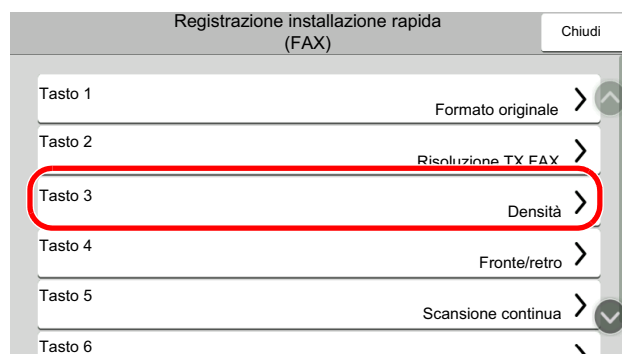 Registrazione installazione rapida
(FAX)
Chiudi
Tasto 1
Formato originale
Tasto 2
Risoluzione TX FAX
Tasto 3
Densità
Tasto 4
Fronte/retro
Tasto 5
Scansione continua
Tasto 6